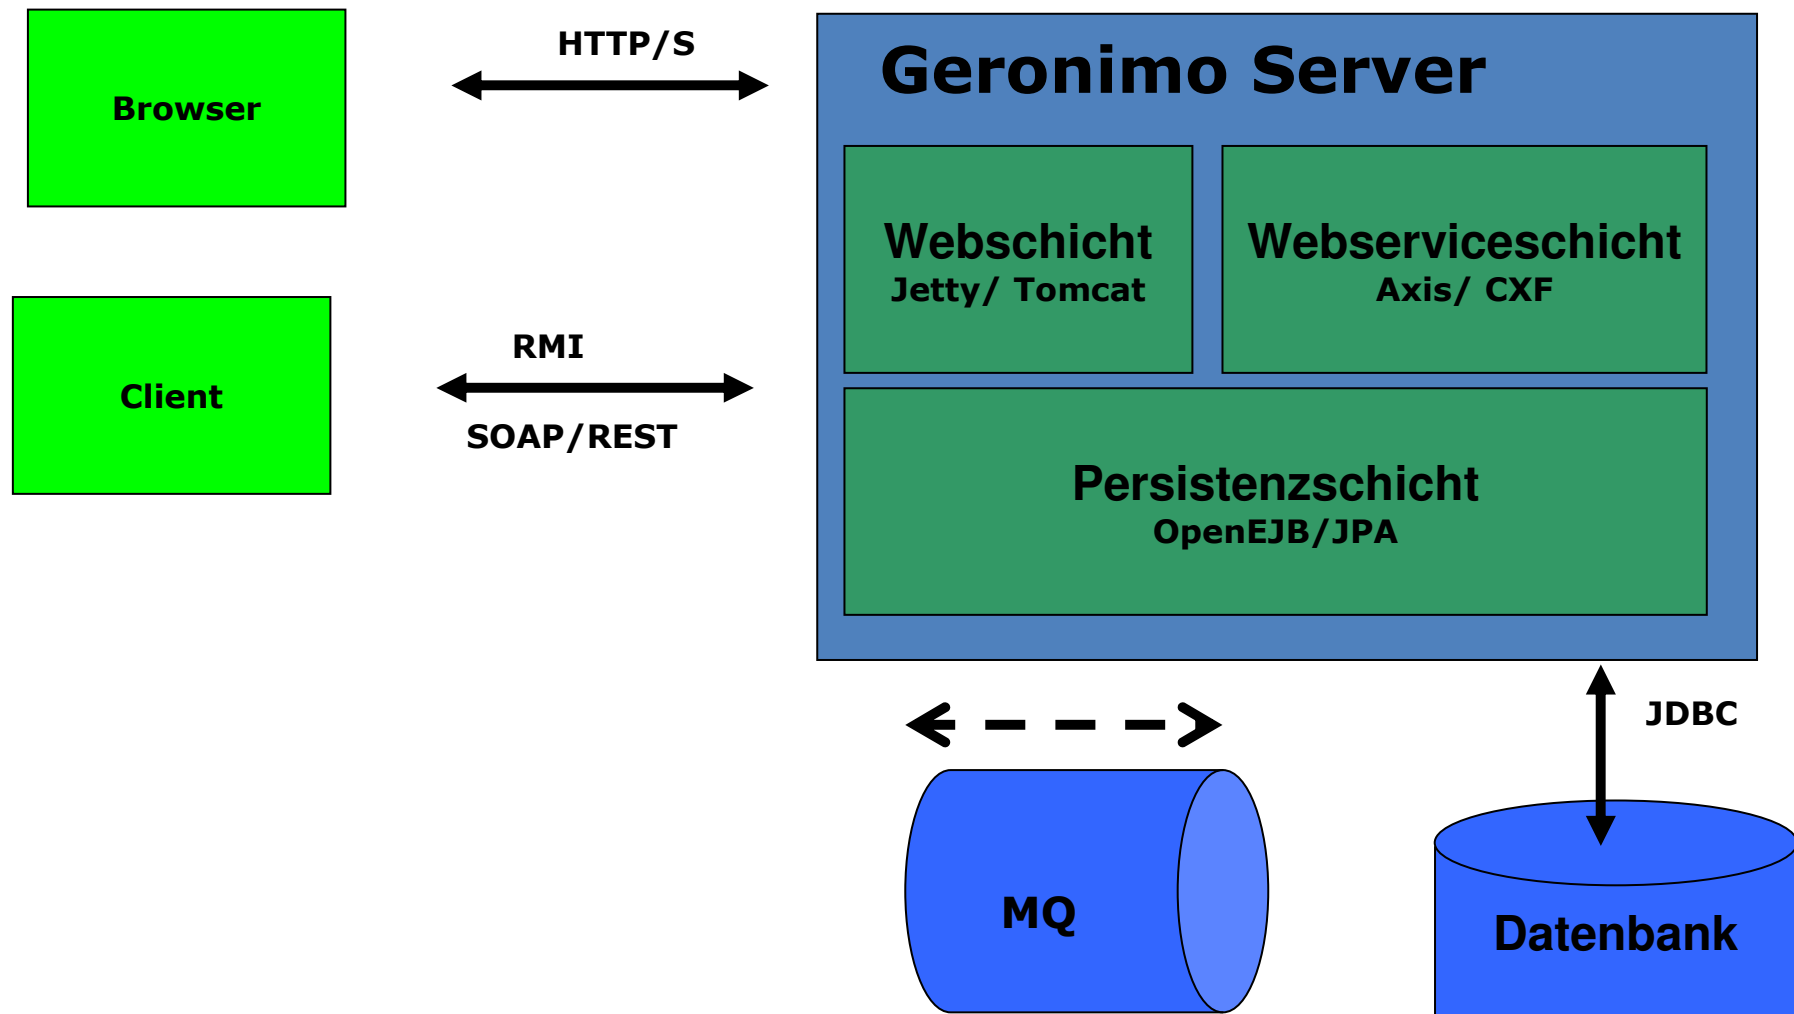 Browser
HTTP/S
Geronimo Server
Webschicht
Jetty/ Tomcat
Webserviceschicht
Axis/ CXF
Client
RMI
SOAP/REST
Persistenzschicht
OpenEJB/JPA
JDBC
MQ
Datenbank